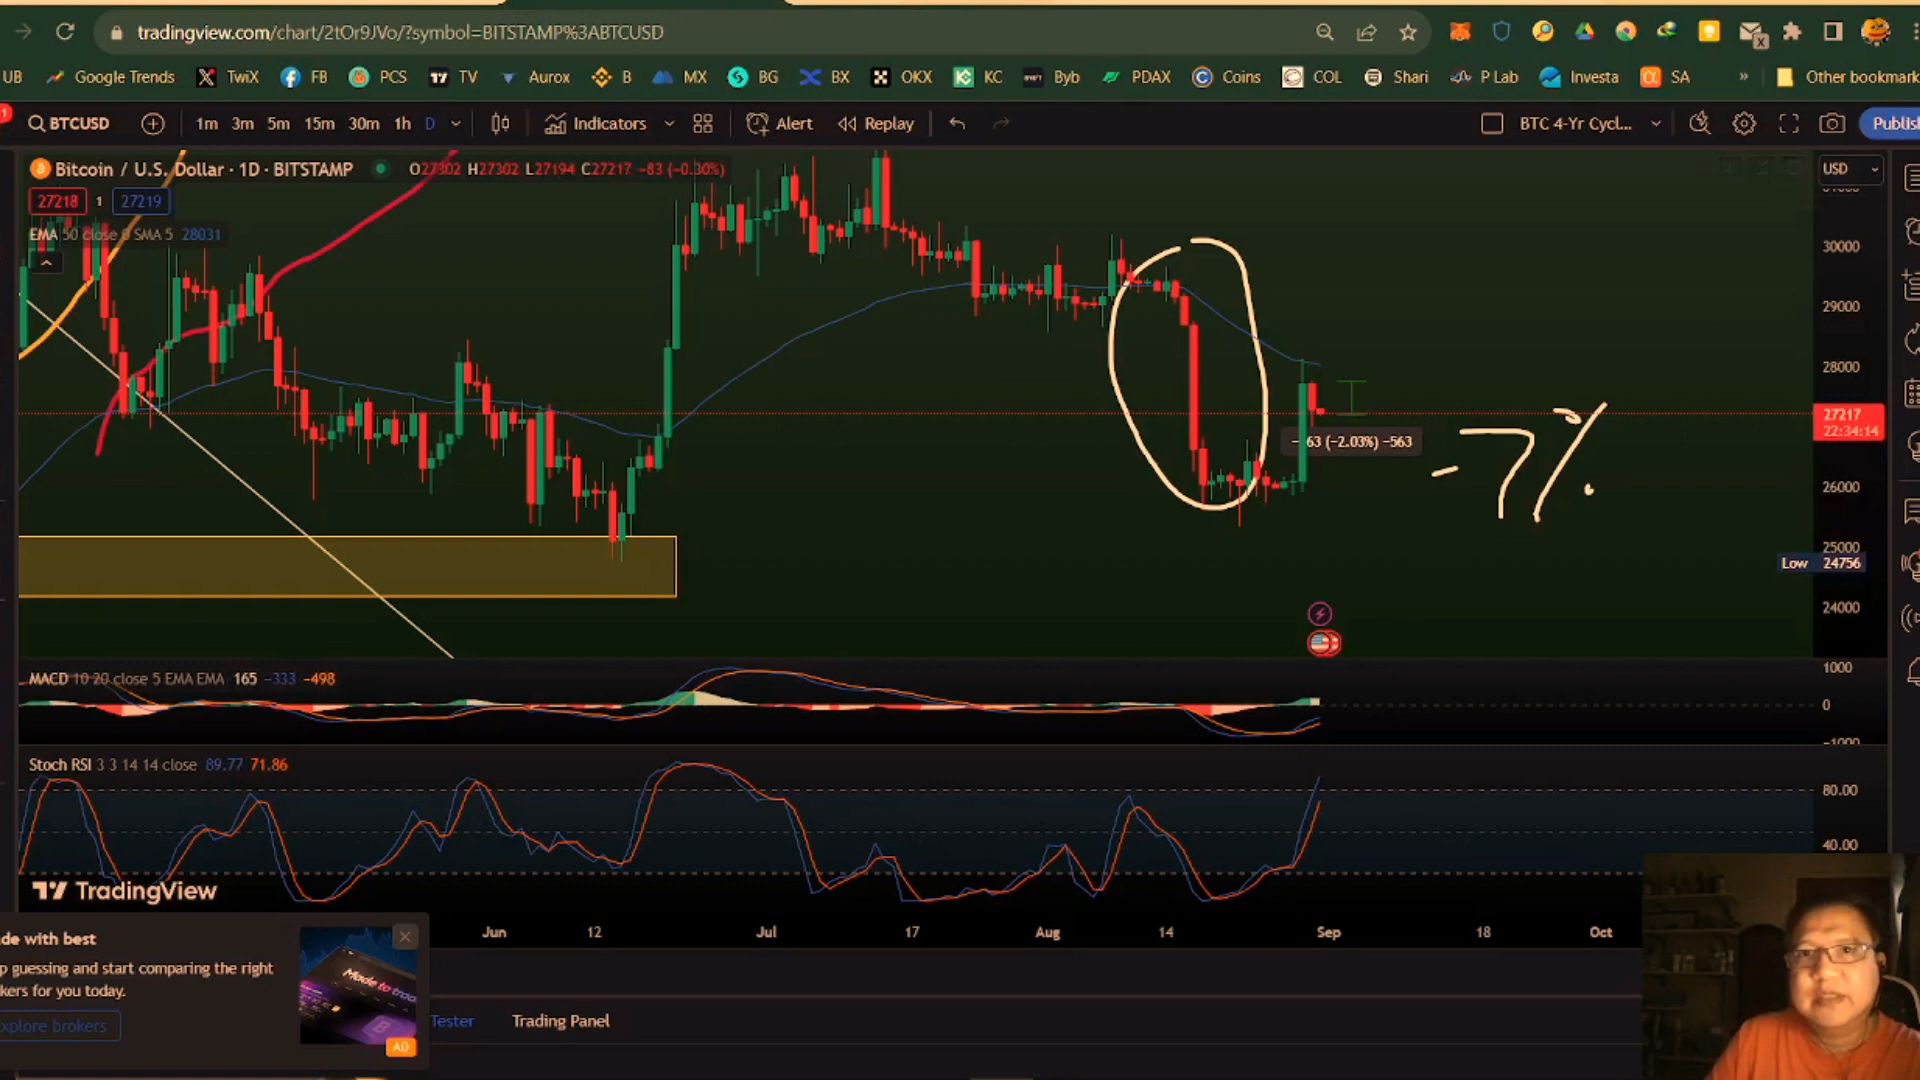 tradingview.com/chart/2tOr9JVo/?symbol=BITSTAMP%3ABTCUSD
UB Google Trends TwiX FB PCS TV Aurox B MX BG BX OKX KC Byb PDAX Coins COL Shari P Lab Investa SA » Other bookmark
BTCUSD 1m 3m 5m 15m 30m 1h D Indicators Alert Replay BTC 4-Yr Cycl... Publish
Bitcoin / U.S. Dollar · 1D · BITSTAMP O27302 H27302 L27194 C27217 −83 (−0.30%) USD
27218 1 27219
EMA 50 close 0 SMA 5 28031
30000
29000
28000
27217
22:34:14
(−2.03%) −563
-7%
26000
25000
Low 24756
24000
MACD 10 20 close 5 EMA EMA 165 −333 −498
1000
0
−1000
Stoch RSI 3 3 14 14 close 89.77 71.86
80.00
40.00
TradingView
Jun 12 Jul 17 Aug 14 Sep 18 Oct
de with best
p guessing and start comparing the right
kers for you today.
xplore brokers
Made to trad
AD
Tester Trading Panel